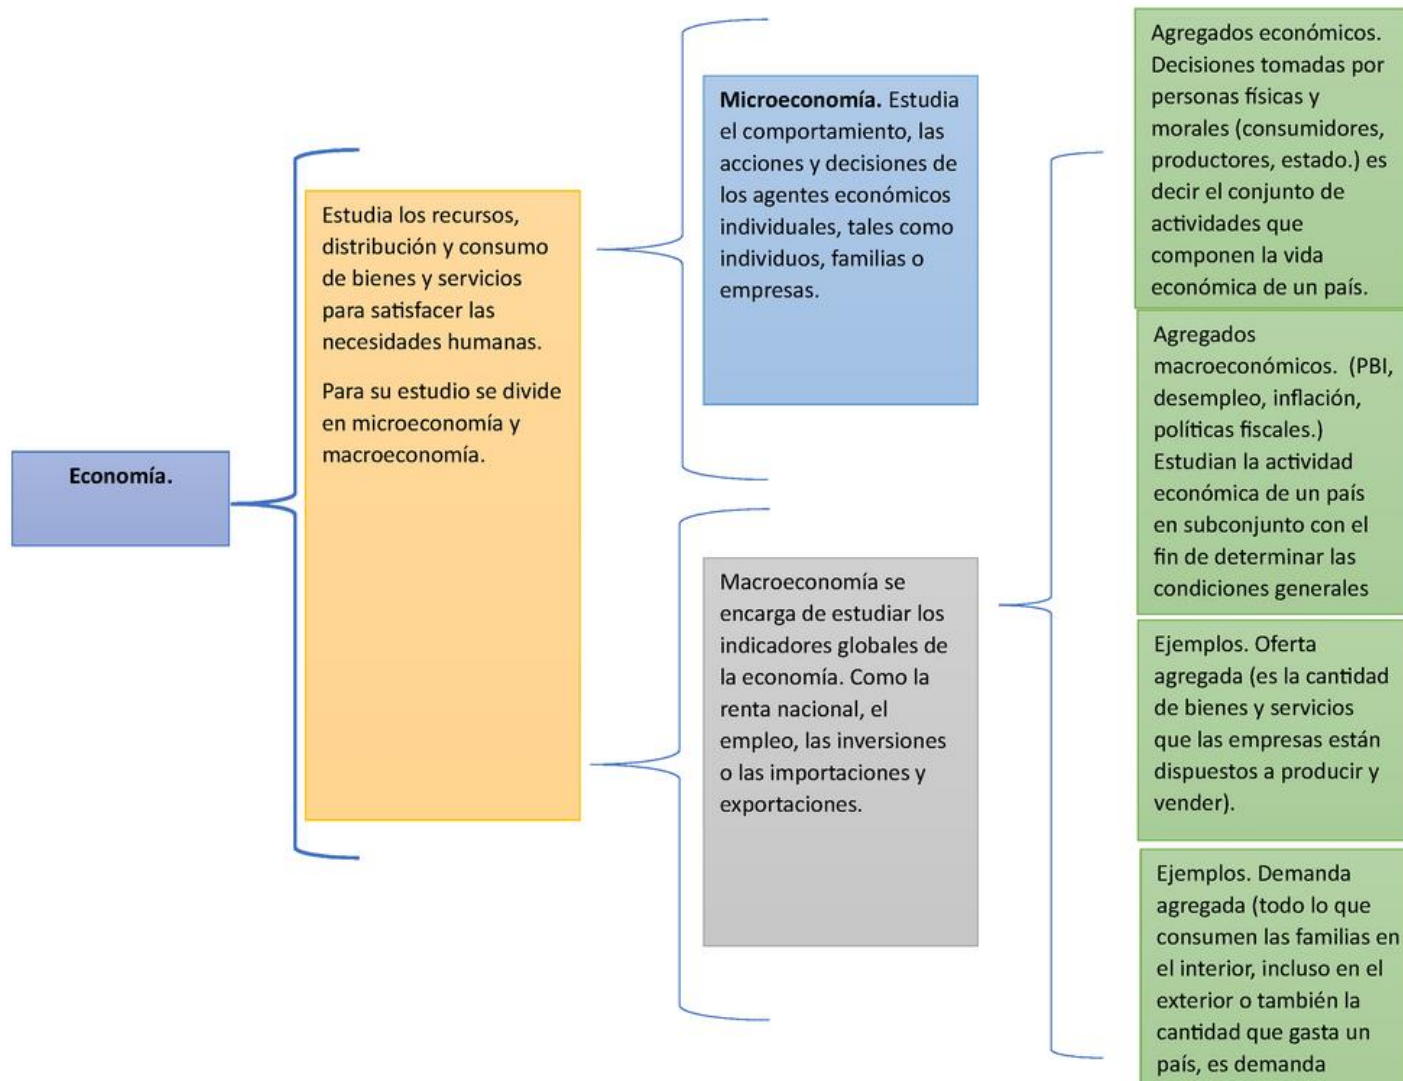 Economía.
Estudia los recursos,
distribución y consumo
de bienes y servicios
para satisfacer las
necesidades humanas.
Para su estudio se divide
en microeconomía y
macroeconomía.
Microeconomía. Estudia
el comportamiento, las
acciones y decisiones de
los agentes económicos
individuales, tales como
individuos, familias o
empresas.
Macroeconomía se
encarga de estudiar los
indicadores globales de
la economía. Como la
renta nacional, el
empleo, las inversiones
o las importaciones y
exportaciones.
Agregados económicos.
Decisiones tomadas por
personas físicas y
morales (consumidores,
productores, estado.) es
decir el conjunto de
actividades que
componen la vida
económica de un país.
Agregados
macroeconómicos. (PBI,
desempleo, inflación,
políticas fiscales.)
Estudian la actividad
económica de un país
en subconjunto con el
fin de determinar las
condiciones generales
Ejemplos. Oferta
agregada (es la cantidad
de bienes y servicios
que las empresas están
dispuestos a producir y
vender).
Ejemplos. Demanda
agregada (todo lo que
consumen las familias en
el interior, incluso en el
exterior o también la
cantidad que gasta un
país, es demanda